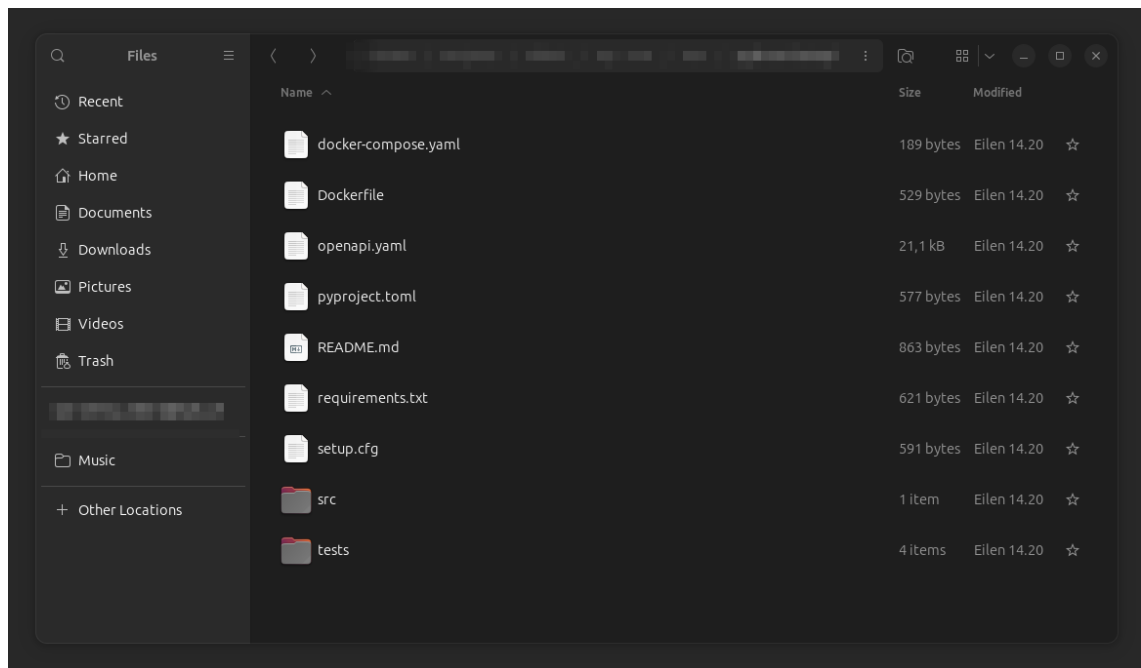 Files
Name Size Modified
Recent
Starred
Home
Documents
Downloads
Pictures
Videos
Trash
Music
Other Locations
docker-compose.yaml 189 bytes Eilen 14.20
Dockerfile 529 bytes Eilen 14.20
openapi.yaml 21,1 kB Eilen 14.20
pyproject.toml 577 bytes Eilen 14.20
README.md 863 bytes Eilen 14.20
requirements.txt 621 bytes Eilen 14.20
setup.cfg 591 bytes Eilen 14.20
src 1 item Eilen 14.20
tests 4 items Eilen 14.20